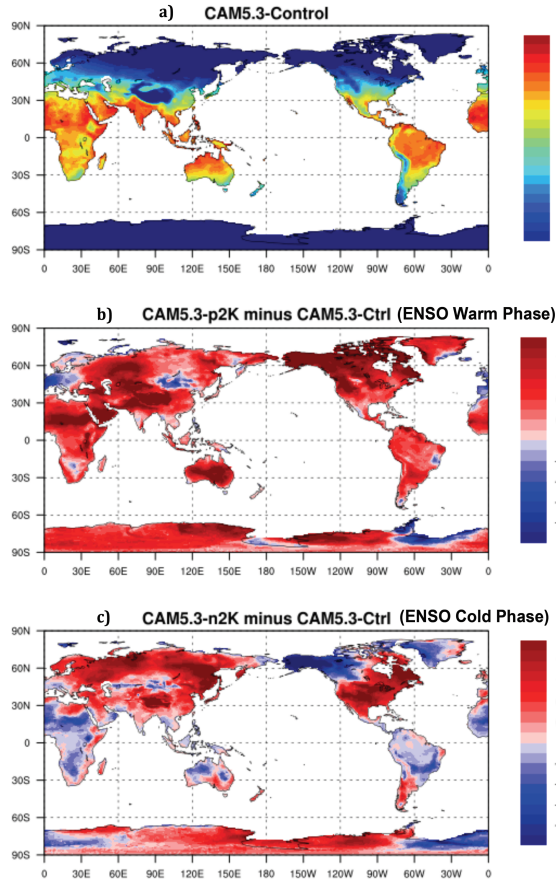 a) CAM5.3-Control
90N
60N
30N
0
30S
60S
90S
0 30E 60E 90E 120E 150E 180 150W 120W 90W 60W 30W 0
b) CAM5.3-p2K minus CAM5.3-Ctrl (ENSO Warm Phase)
90N
60N
30N
0
30S
60S
90S
0 30E 60E 90E 120E 150E 180 150W 120W 90W 60W 30W 0
c) CAM5.3-n2K minus CAM5.3-Ctrl (ENSO Cold Phase)
90N
60N
30N
0
30S
60S
90S
0 30E 60E 90E 120E 150E 180 150W 120W 90W 60W 30W 0